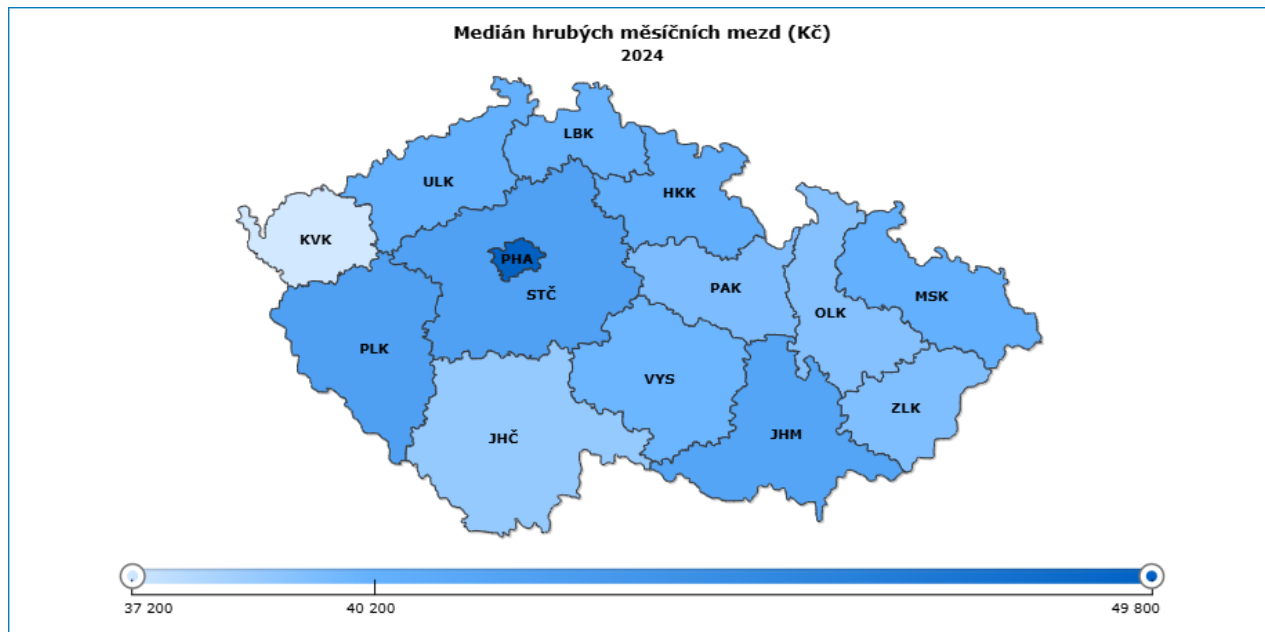 Medián hrubých měsíčních mezd (Kč)
2024
LBK
ULK
HKK
KVK
PHA
STČ
PAK
MSK
OLK
PLK
VYS
ZLK
JHM
JHČ
37 200
40 200
49 800